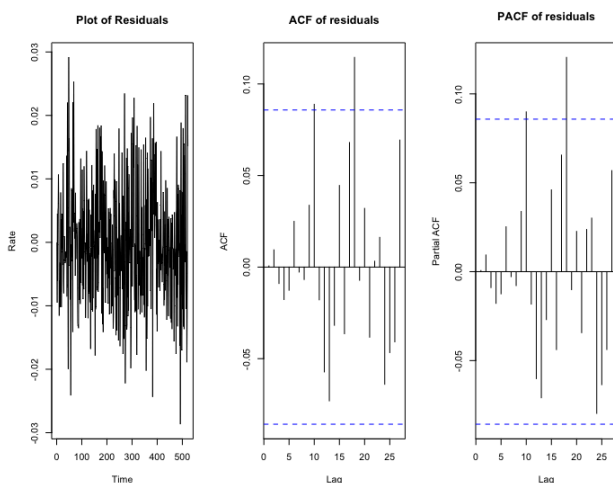 Plot of Residuals
Rate
0.03
0.02
0.01
0.00
-0.01
-0.02
-0.03
0 100 200 300 400 500
Time
ACF of residuals
ACF
0.10
0.05
0.00
-0.05
0 5 10 15 20 25
Lag
PACF of residuals
Partial ACF
0.10
0.05
0.00
-0.05
0 5 10 15 20 25
Lag